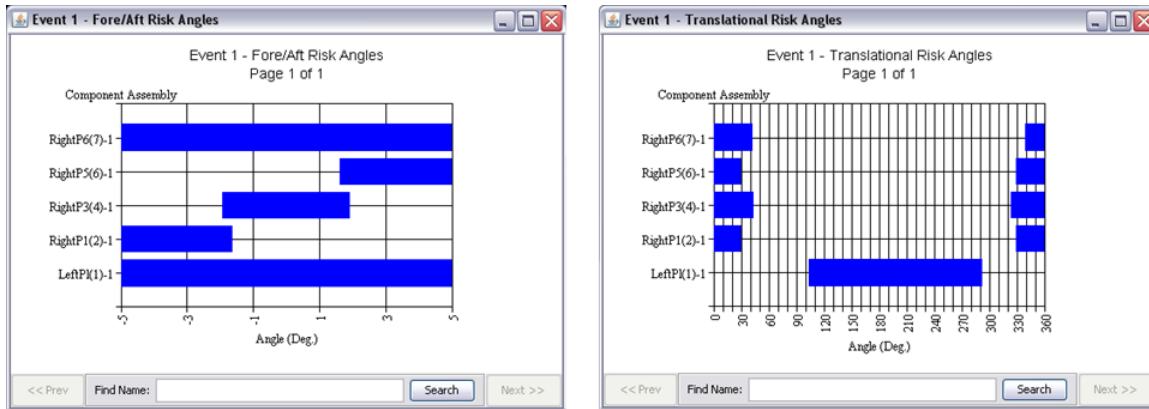 Event 1 - Fore/Aft Risk Angles
Event 1 - Fore/Aft Risk Angles
Page 1 of 1
Component Assembly
RightP6(7)-1
RightP5(6)-1
RightP3(4)-1
RightP1(2)-1
LeftPl(1)-1
-5 -3 -1 1 3 5
Angle (Deg.)
<< Prev Find Name: Search Next >>
Event 1 - Translational Risk Angles
Event 1 - Translational Risk Angles
Page 1 of 1
Component Assembly
RightP6(7)-1
RightP5(6)-1
RightP3(4)-1
RightP1(2)-1
LeftPl(1)-1
0 30 60 90 120 150 180 210 240 270 300 330 360
Angle (Deg.)
<< Prev Find Name: Search Next >>